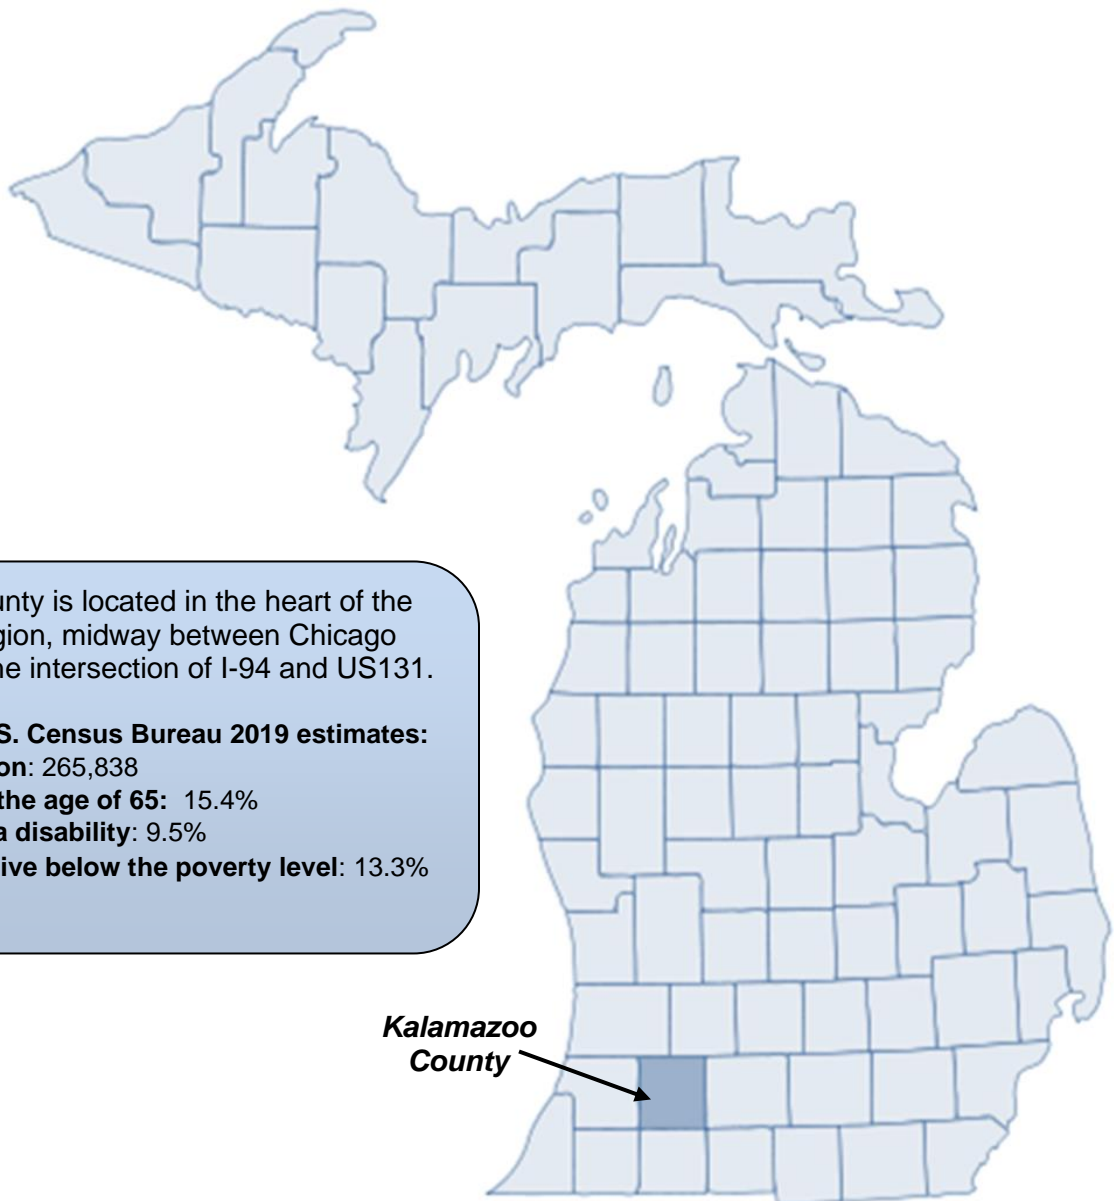 unty is located in the heart of the
gion, midway between Chicago
ne intersection of I-94 and US131.
S. Census Bureau 2019 estimates:
on: 265,838
the age of 65: 15.4%
a disability: 9.5%
ive below the poverty level: 13.3%
Kalamazoo
County